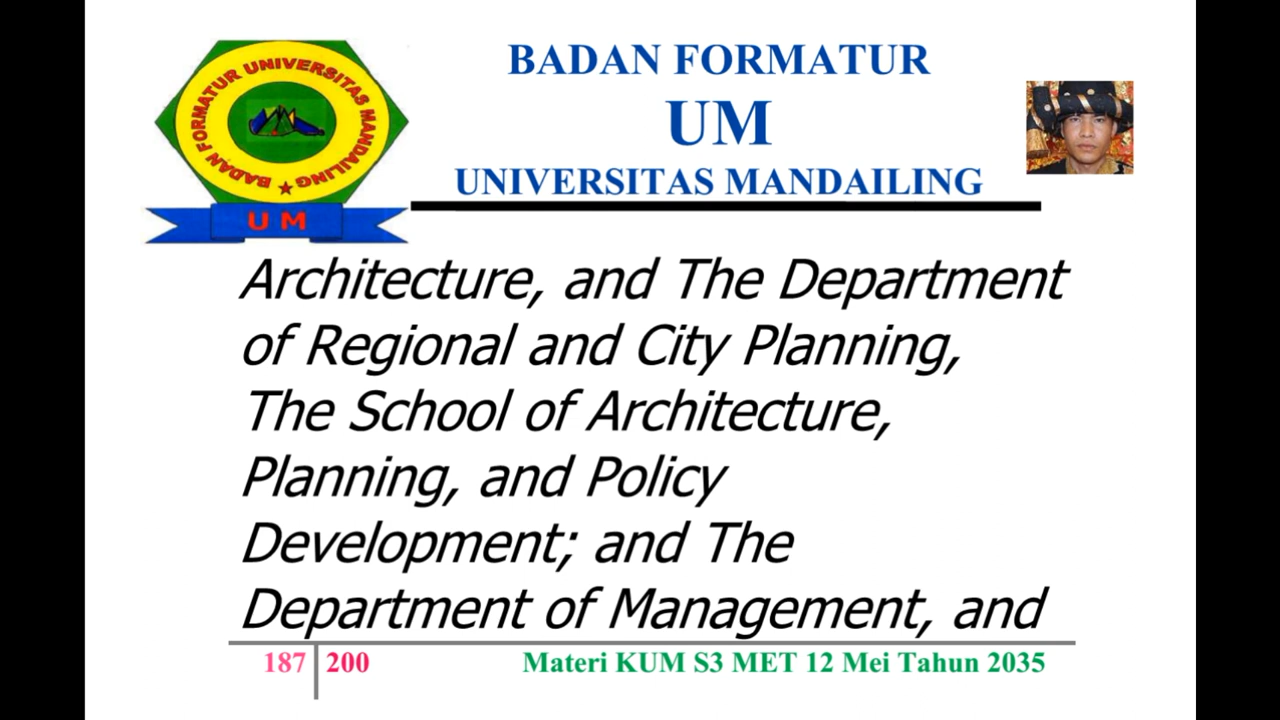 BADAN FORMATUR UNIVERSITAS MANDAILING
UM
BADAN FORMATUR
UM
UNIVERSITAS MANDAILING
Architecture, and The Department
of Regional and City Planning,
The School of Architecture,
Planning, and Policy
Development; and The
Department of Management, and
187 200 Materi KUM S3 MET 12 Mei Tahun 2035